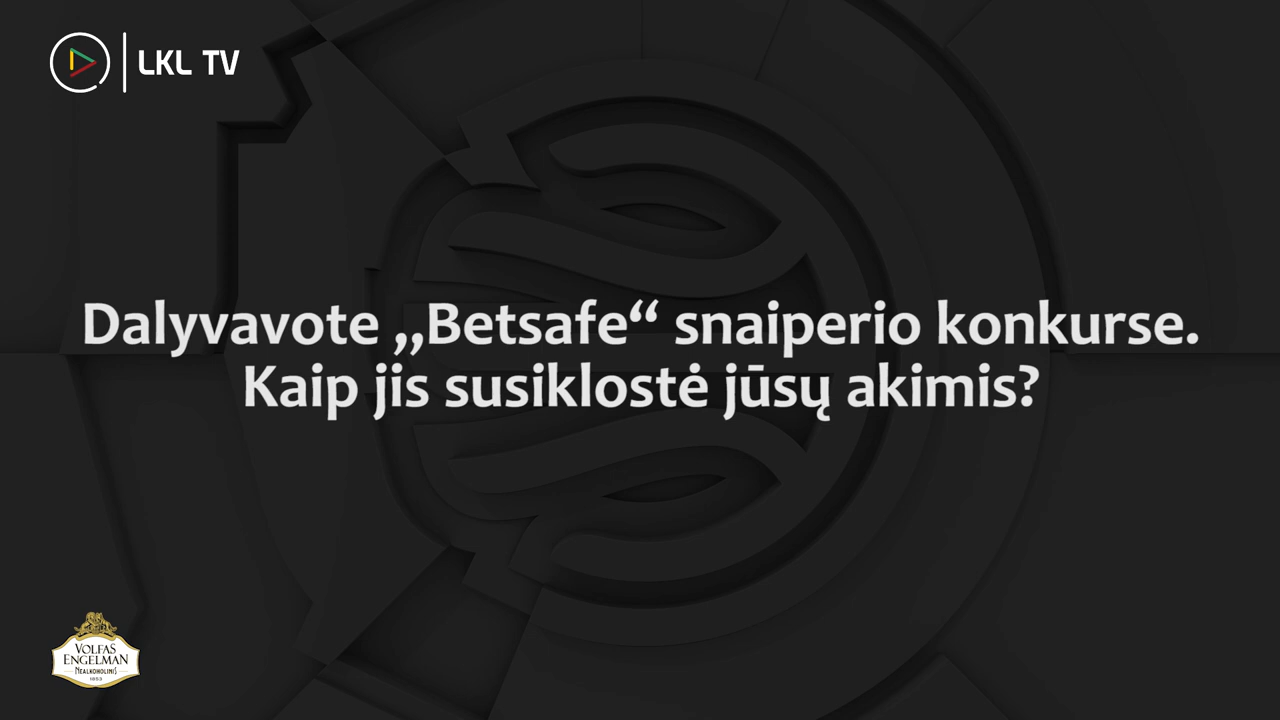 LKL TV
Dalyvavote „Betsafe“ snaiperio konkurse.
Kaip jis susiklostė jūsų akimis?
VOLFAS
ENGELMAN
NEALKOHOLINIS
1853